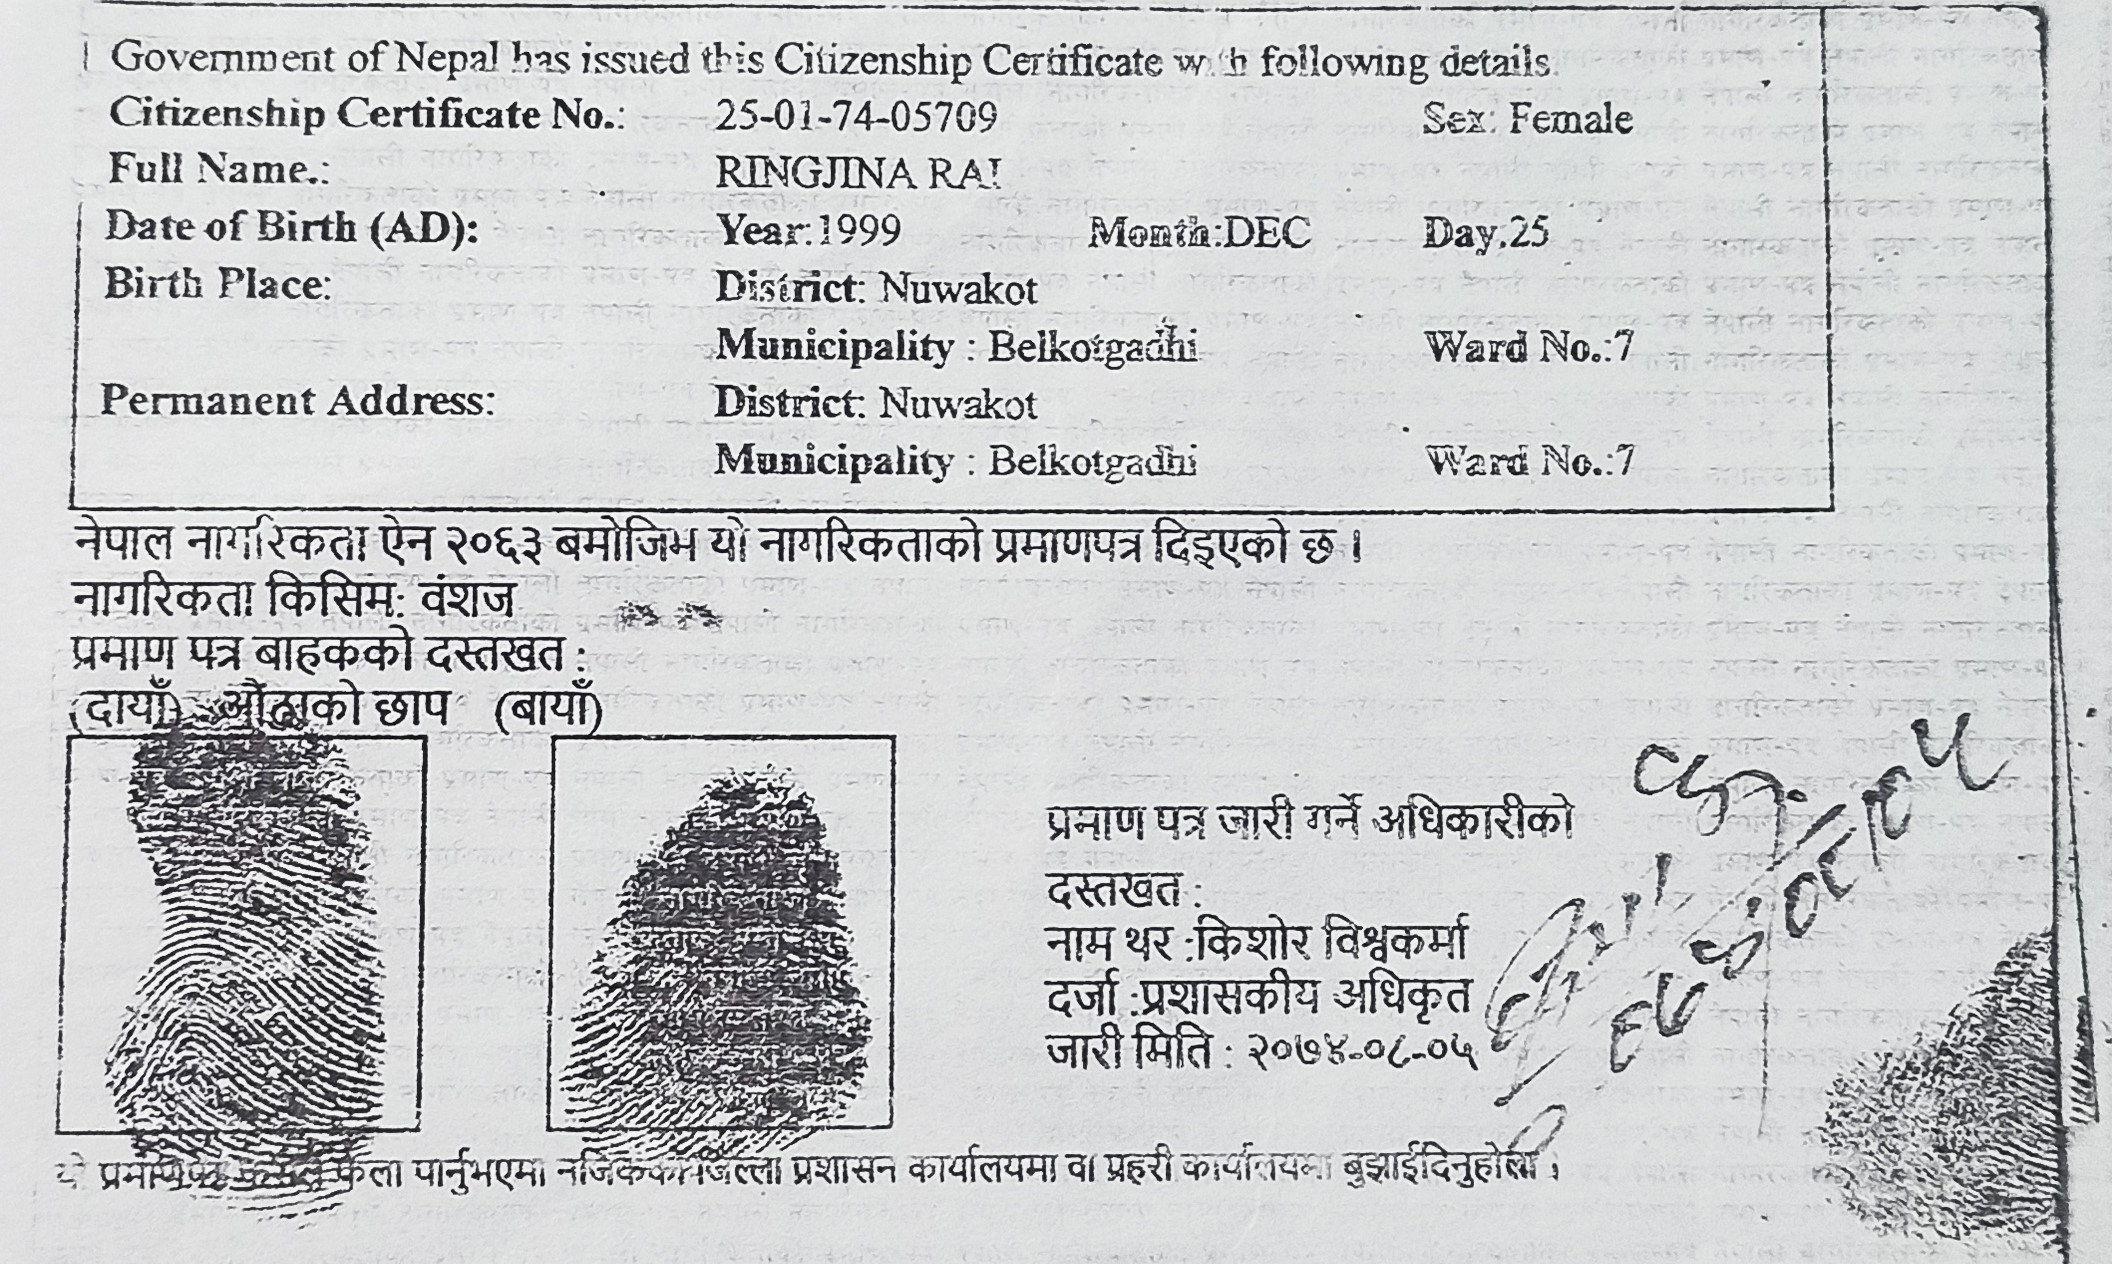 Government of Nepal has issued this Citizenship Certificate with following details.
Citizenship Certificate No.: 25-01-74-05709 Sex: Female
Full Name.: RINGJINA RAI
Date of Birth (AD): Year:1999 Month:DEC Day.25
Birth Place: District: Nuwakot
Municipality : Belkotgadhi Ward No.:7
Permanent Address: District: Nuwakot
Municipality : Belkotgadhi Ward No.:7
नेपाल नागरिकता ऐन २०६३ बमोजिम यो नागरिकताको प्रमाणपत्र दिइएको छ ।
नागरिकता किसिम: वंशज
प्रमाण पत्र बाहकको दस्तखत :
(दायाँ) औंठाको छाप (बायाँ)
प्रमाण पत्र जारी गर्ने अधिकारीको
दस्तखत :
नाम थर :किशोर विश्वकर्मा
दर्जा :प्रशासकीय अधिकृत
जारी मिति : २०७४-०८-०५
यो प्रमाणपत्र फेला पार्नुभएमा नजिकको जिल्ला प्रशासन कार्यालयमा वा प्रहरी कार्यालयमा बुझाईदिनुहोला ।